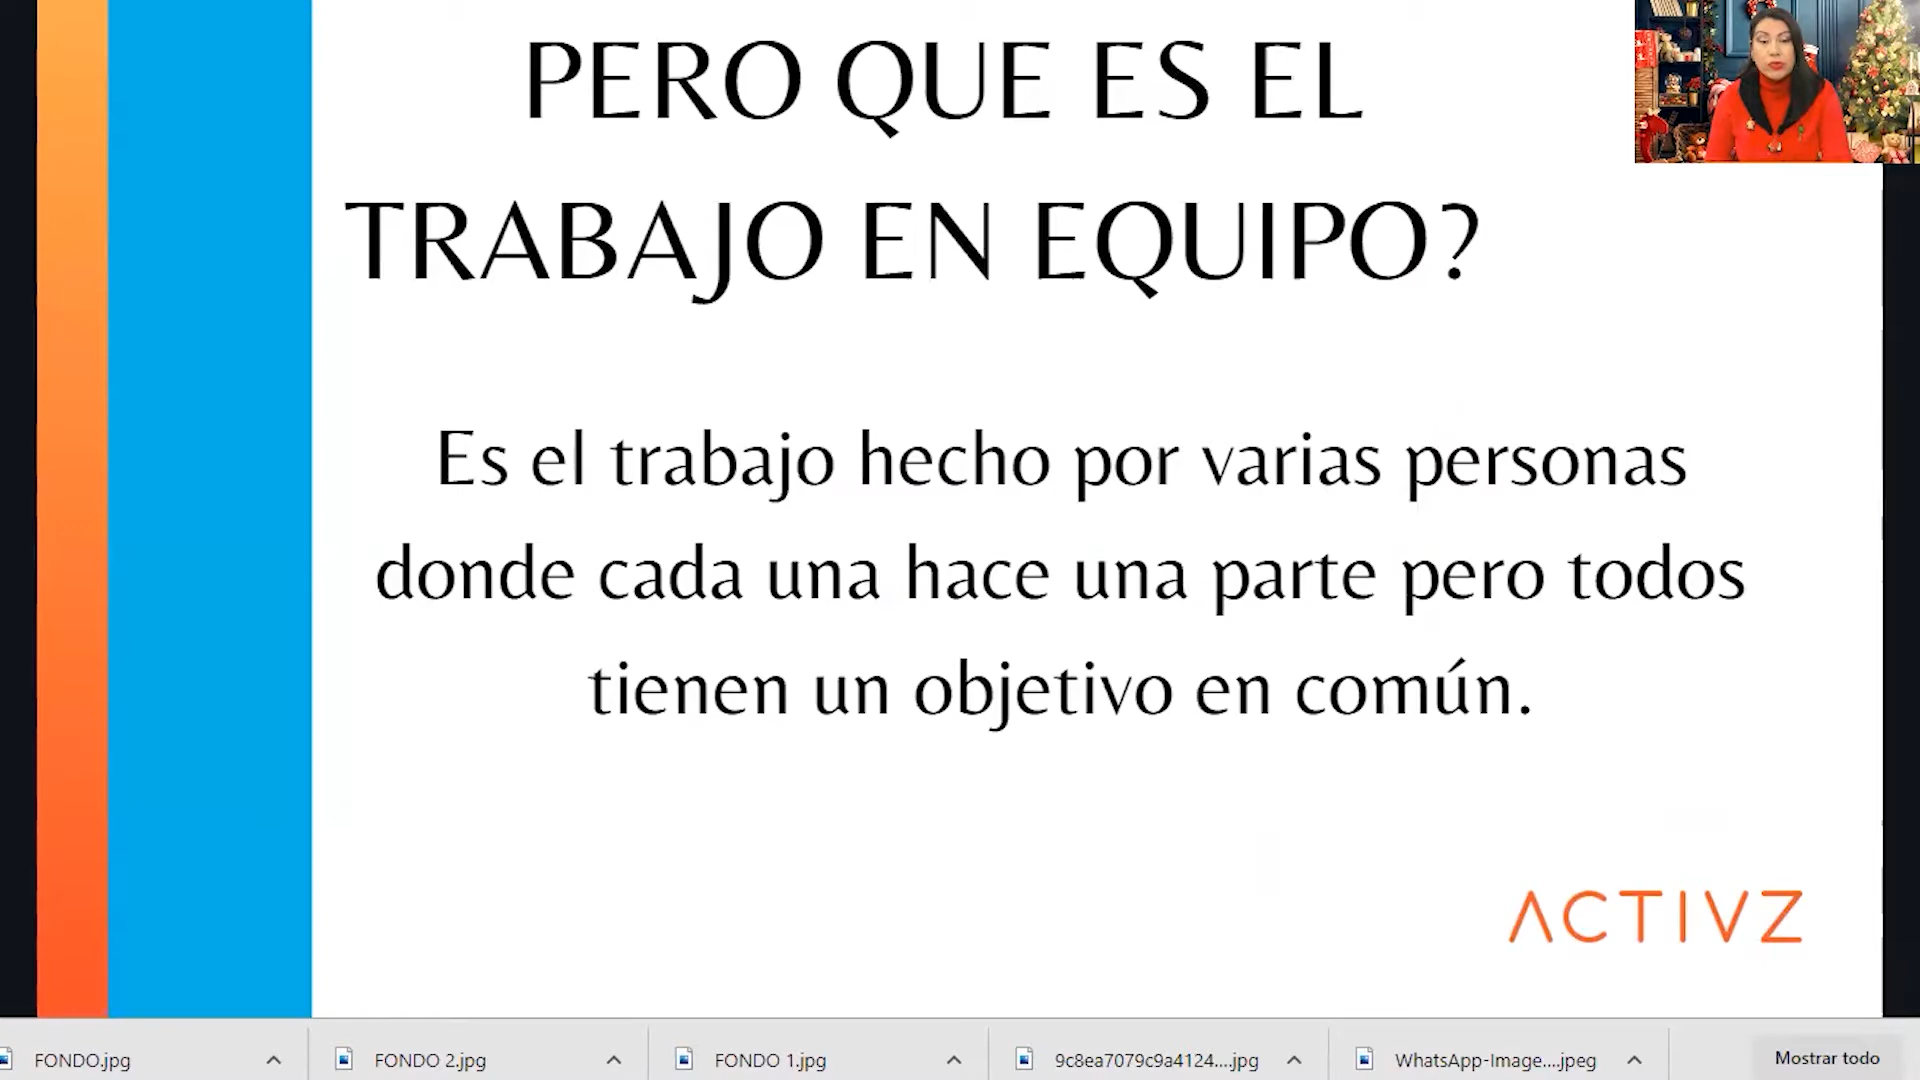 PERO QUE ES EL
TRABAJO EN EQUIPO?
Es el trabajo hecho por varias personas
donde cada una hace una parte pero todos
tienen un objetivo en común.
ACTIVZ
FONDO.jpg
FONDO 2.jpg
FONDO 1.jpg
9c8ea7079c9a4124....jpg
WhatsApp-Image....jpeg
Mostrar todo